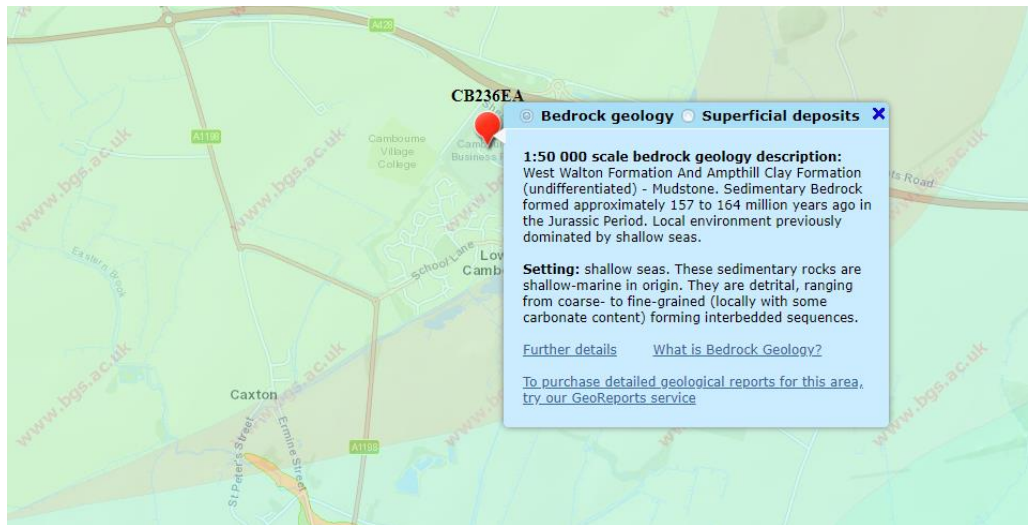 www.bgs.ac.uk
A428
CB236EA
Bedrock geology Superficial deposits
A1198
Cambourne
Village
College
Business
1:50 000 scale bedrock geology description:
West Walton Formation And Ampthill Clay Formation
(undifferentiated) - Mudstone. Sedimentary Bedrock
formed approximately 157 to 164 million years ago in
the Jurassic Period. Local environment previously
dominated by shallow seas.
Setting: shallow seas. These sedimentary rocks are
shallow-marine in origin. They are detrital, ranging
from coarse- to fine-grained (locally with some
carbonate content) forming interbedded sequences.
Further details What is Bedrock Geology?
To purchase detailed geological reports for this area,
try our GeoReports service
Road
www.bgs.ac.uk
www.bgs.ac.uk
Eastern Brook
School Lane
www.bgs.ac.uk
www.bgs.ac.uk
www.bgs.ac.uk
Caxton
Ermine Street
St Peter's Street
A1198